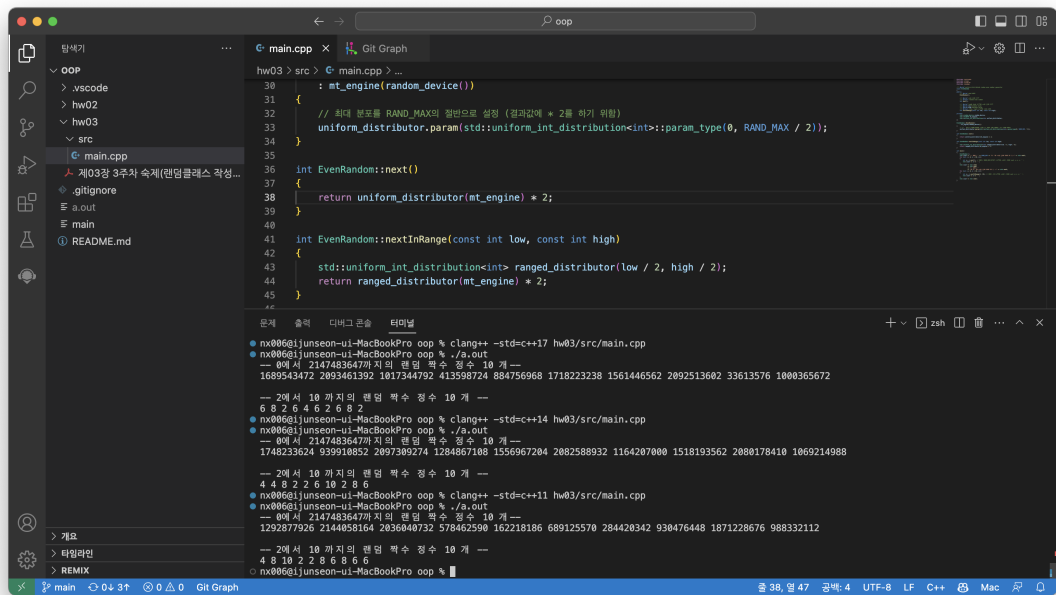 oop
탐색기
OOP
.vscode
hw02
hw03
src
main.cpp
제03장 3주차 숙제(랜덤클래스 작성...
.gitignore
a.out
main
README.md
개요
타임라인
REMIX
main.cpp
Git Graph
hw03 > src > main.cpp > ...
30 : mt_engine(random_device())
31 {
32 // 최대 분포를 RAND_MAX의 절반으로 설정 (결과값에 * 2를 하기 위함)
33 uniform_distributor.param(std::uniform_int_distribution<int>::param_type(0, RAND_MAX / 2));
34 }
35
36 int EvenRandom::next()
37 {
38 return uniform_distributor(mt_engine) * 2;
39 }
40
41 int EvenRandom::nextInRange(const int low, const int high)
42 {
43 std::uniform_int_distribution<int> ranged_distributor(low / 2, high / 2);
44 return ranged_distributor(mt_engine) * 2;
45 }
46
문제 출력 디버그 콘솔 터미널
zsh
nx006@ijunseon-ui-MacBookPro oop % clang++ -std=c++17 hw03/src/main.cpp
nx006@ijunseon-ui-MacBookPro oop % ./a.out
-- 0에서 2147483647까지의 랜덤 짝수 정수 10 개--
1689543472 2093461392 1017344792 413598724 884756968 1718223238 1561446562 2092513602 33613576 1000365672
-- 2에서 10 까지의 랜덤 짝수 정수 10 개 --
6 8 2 6 4 6 2 6 8 2
nx006@ijunseon-ui-MacBookPro oop % clang++ -std=c++14 hw03/src/main.cpp
nx006@ijunseon-ui-MacBookPro oop % ./a.out
-- 0에서 2147483647까지의 랜덤 짝수 정수 10 개--
1748233624 939910852 2097309274 1284867108 1556967204 2082588932 1164207000 1518193562 2080178410 1069214988
-- 2에서 10 까지의 랜덤 짝수 정수 10 개 --
4 4 8 2 2 6 10 2 8 6
nx006@ijunseon-ui-MacBookPro oop % clang++ -std=c++11 hw03/src/main.cpp
nx006@ijunseon-ui-MacBookPro oop % ./a.out
-- 0에서 2147483647까지의 랜덤 짝수 정수 10 개--
1292877926 2144058164 2036040732 578462590 162218186 689125570 284420342 930476448 1871228676 988332112
-- 2에서 10 까지의 랜덤 짝수 정수 10 개 --
4 8 10 2 2 8 6 8 6 6
nx006@ijunseon-ui-MacBookPro oop %
main 0↓ 3↑ 0 0 Git Graph 줄 38, 열 47 공백: 4 UTF-8 LF C++ Mac